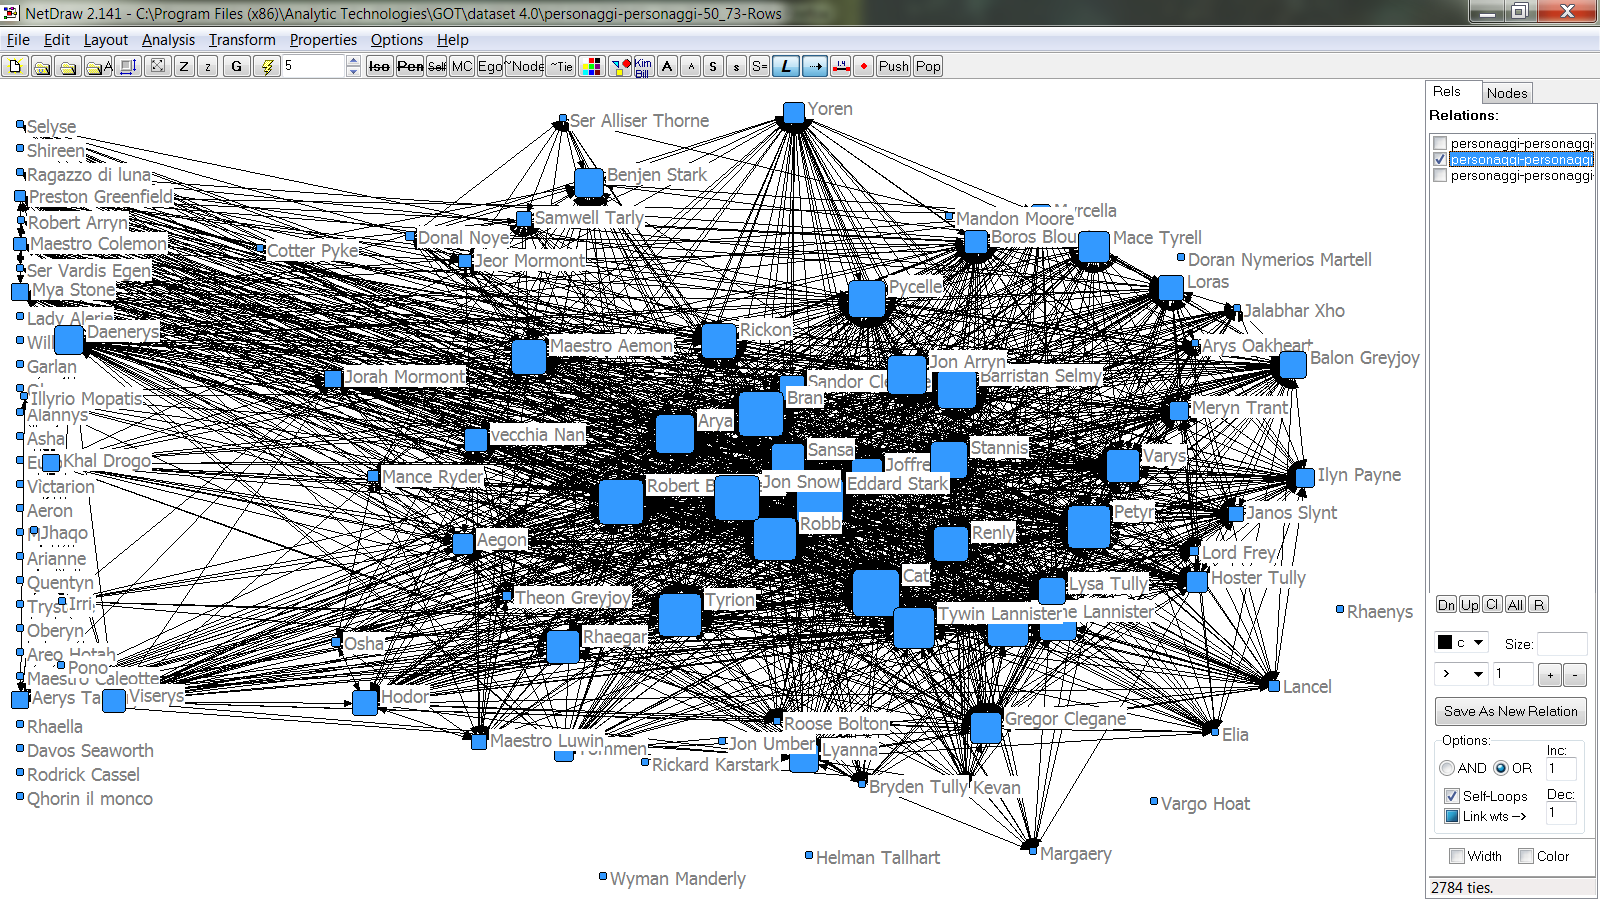 NetDraw 2.141 - C:\Program Files (x86)\Analytic Technologies\GOT\dataset 4.0\personaggi-personaggi-50_73-Rows
File Edit Layout Analysis Transform Properties Options Help
A Z z G 5 Iso Pen Self MC Ego ~Node ~Tie Kim Bill A A S s S= L Push Pop
Yoren
Ser Alliser Thorne
Selyse
Shireen
Ragazzo di luna
Benjen Stark
Preston Greenfield
Myrcella
Samwell Tarly
Mandon Moore
Robert Arryn
Donal Noye
Boros Blou
Mace Tyrell
Maestro Colemon
Cotter Pyke
Jeor Mormont
Doran Nymerios Martell
Ser Vardis Egen
Loras
Pycelle
Mya Stone
Jalabhar Xho
Lady Alerie
Daenerys
Rickon
Will
Maestro Aemon
Arys Oakheart
Balon Greyjoy
Jon Arryn
Garlan
Jorah Mormont
Sandor Cl
Barristan Selmy
Illyrio Mopatis
Bran
Alannys
Meryn Trant
Arya
Asha
vecchia Nan
Sansa
Stannis
Varys
Khal Drogo
Joffre
Mance Ryder
Ilyn Payne
Victarion
Robert B
Jon Snow
Eddard Stark
Aeron
Petyr
Janos Slynt
Robb
Jhaqo
Aegon
Renly
Lord Frey
Arianne
Cat
Hoster Tully
Quentyn
Lysa Tully
Tryst
Irri
Theon Greyjoy
Tyrion
Tywin Lannister
ne Lannister
Rhaenys
Oberyn
Rhaegar
Osha
Areo Hotah
Pono
Maestro Caleotte
Lancel
Aerys Ta
Viserys
Hodor
Rhaella
Roose Bolton
Gregor Clegane
Elia
Maestro Luwin
Tommen
Jon Umber
Lyanna
Davos Seaworth
Rickard Karstark
Rodrick Cassel
Bryden Tully
Kevan
Qhorin il monco
Vargo Hoat
Margaery
Helman Tallhart
Wyman Manderly
Rels Nodes
Relations:
personaggi-personaggi
personaggi-personaggi
personaggi-personaggi
Dn Up Cl All R
c Size:
> 1 + -
Save As New Relation
Options: Inc:
AND OR 1
Self-Loops Dec:
Link wts --> 1
Width Color
2784 ties.